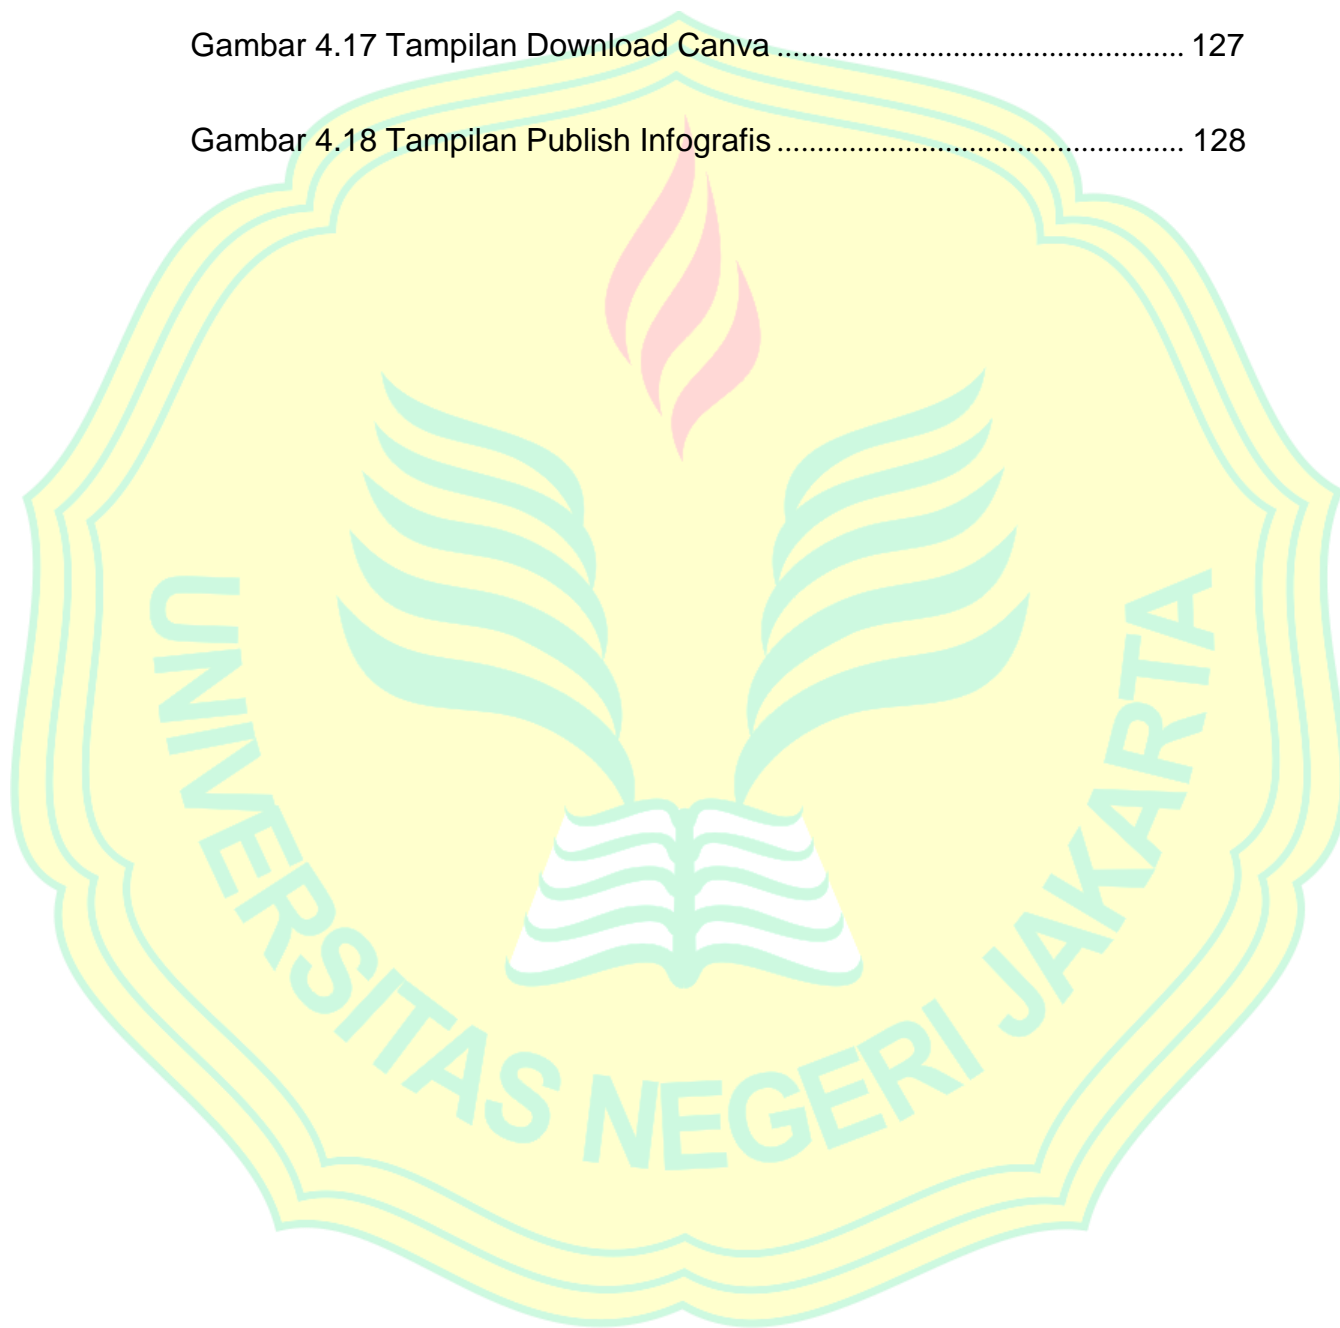 Gambar 4.17 Tampilan Download Canva ................................................... 127
Gambar 4.18 Tampilan Publish Infografis ................................................... 128
UNIVERSITAS NEGERI JAKARTA